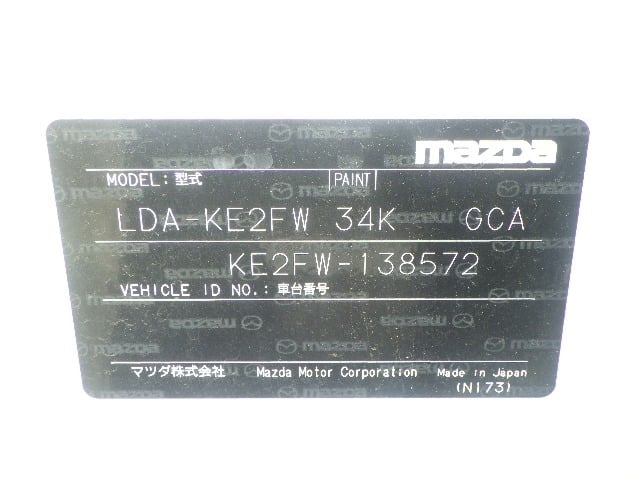 mazda
MODEL: 型式 PAINT
LDA-KE2FW 34K GCA
KE2FW-138572
VEHICLE ID NO.: 車台番号
マツダ株式会社 Mazda Motor Corporation Made in Japan
(N173)